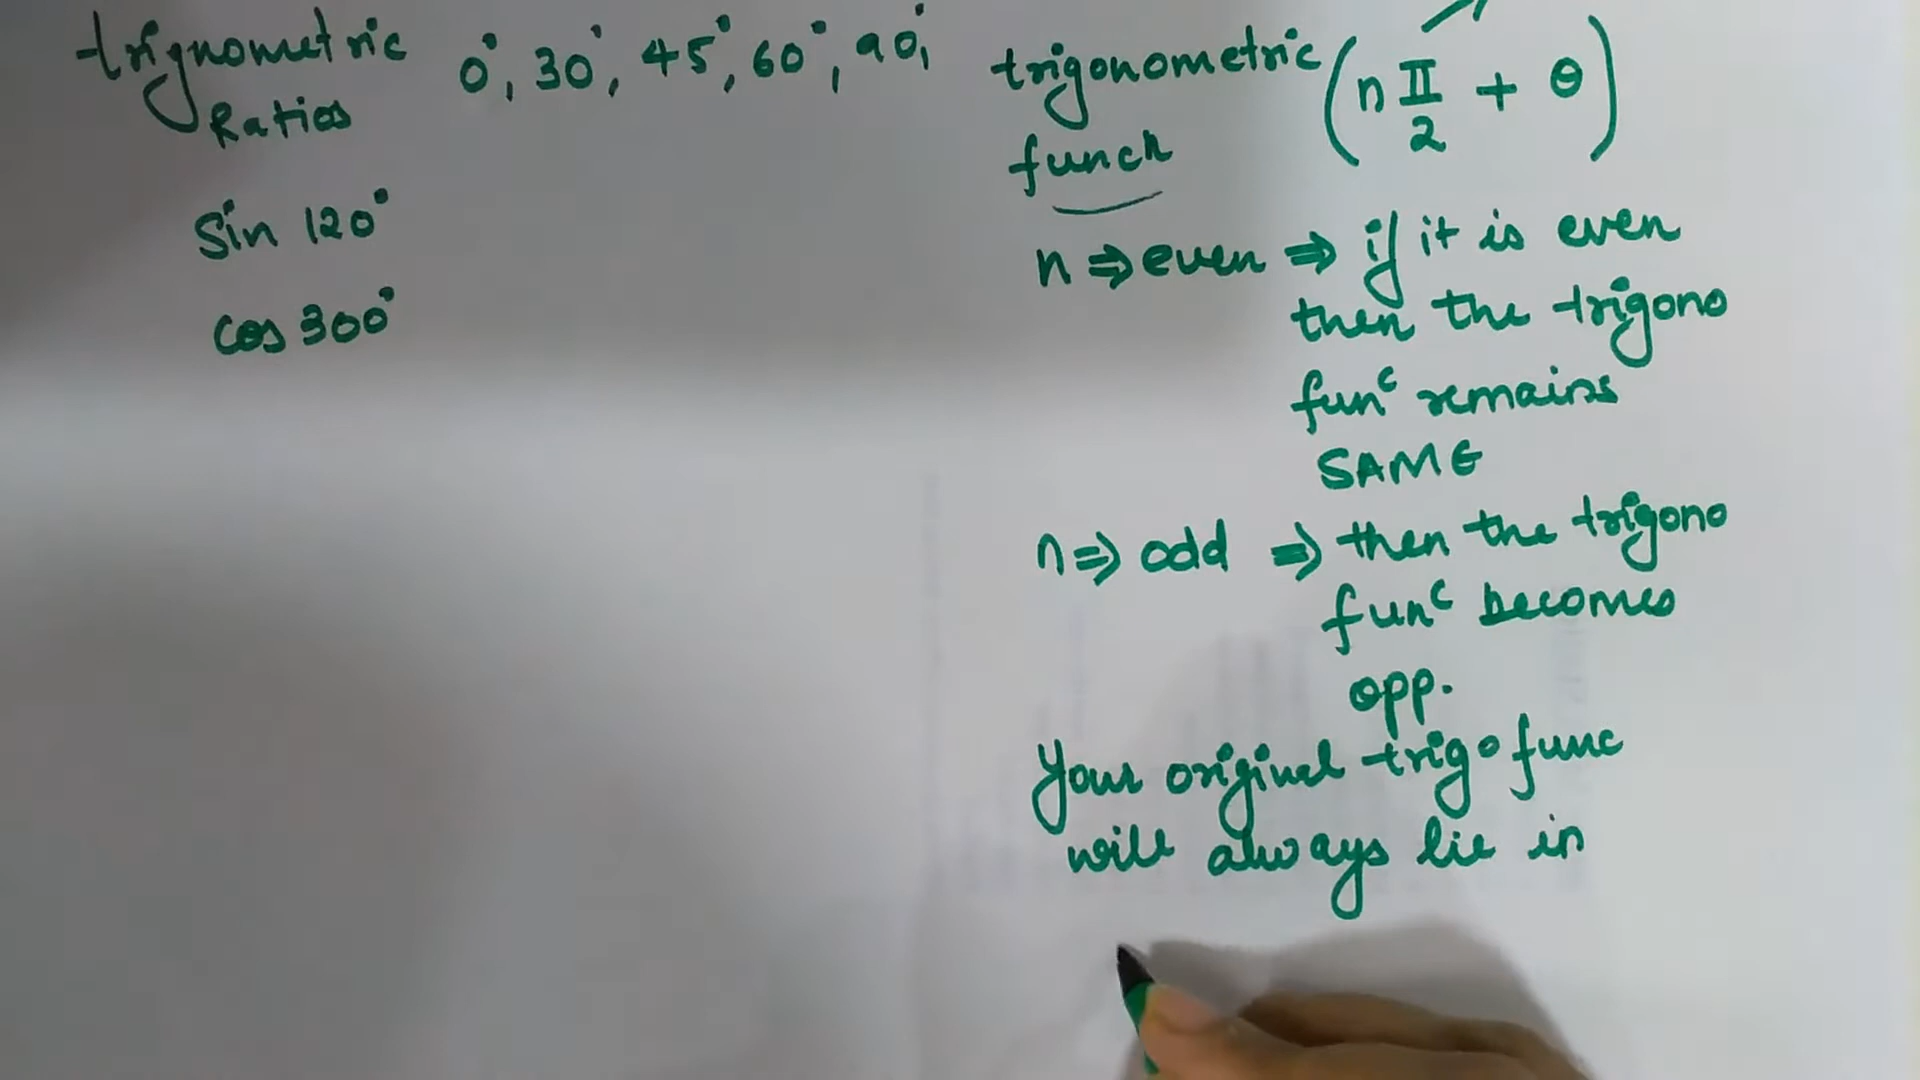 trignometric 0°, 30°, 45°, 60°, 90°,
Ratios
Sin 120°
Cos 300°
trigonometric (n π/2 + θ)
funcn
n ⇒ even ⇒ if it is even
then the trigono
func remains
SAME
n ⇒ odd ⇒ then the trigono
func becomes
opp.
Your original trigo func
will always lie in